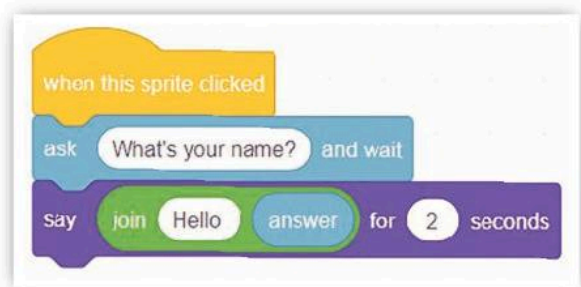 when this sprite clicked
ask What's your name? and wait
say join Hello answer for 2 seconds